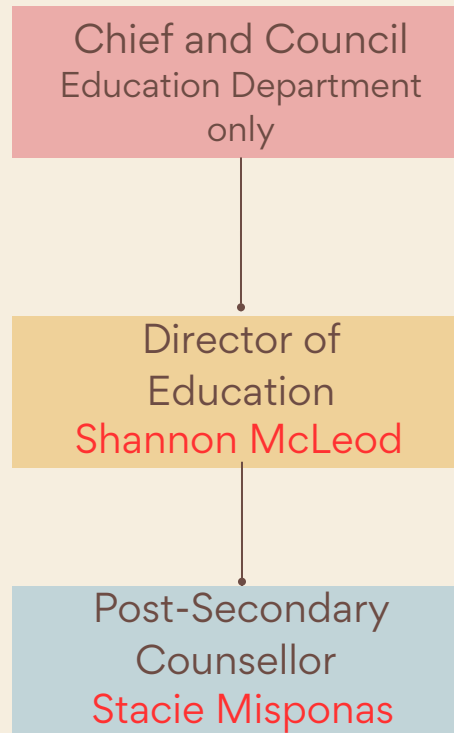 Chief and Council
Education Department
only
Director of
Education
Shannon McLeod
Post-Secondary
Counsellor
Stacie Misponas